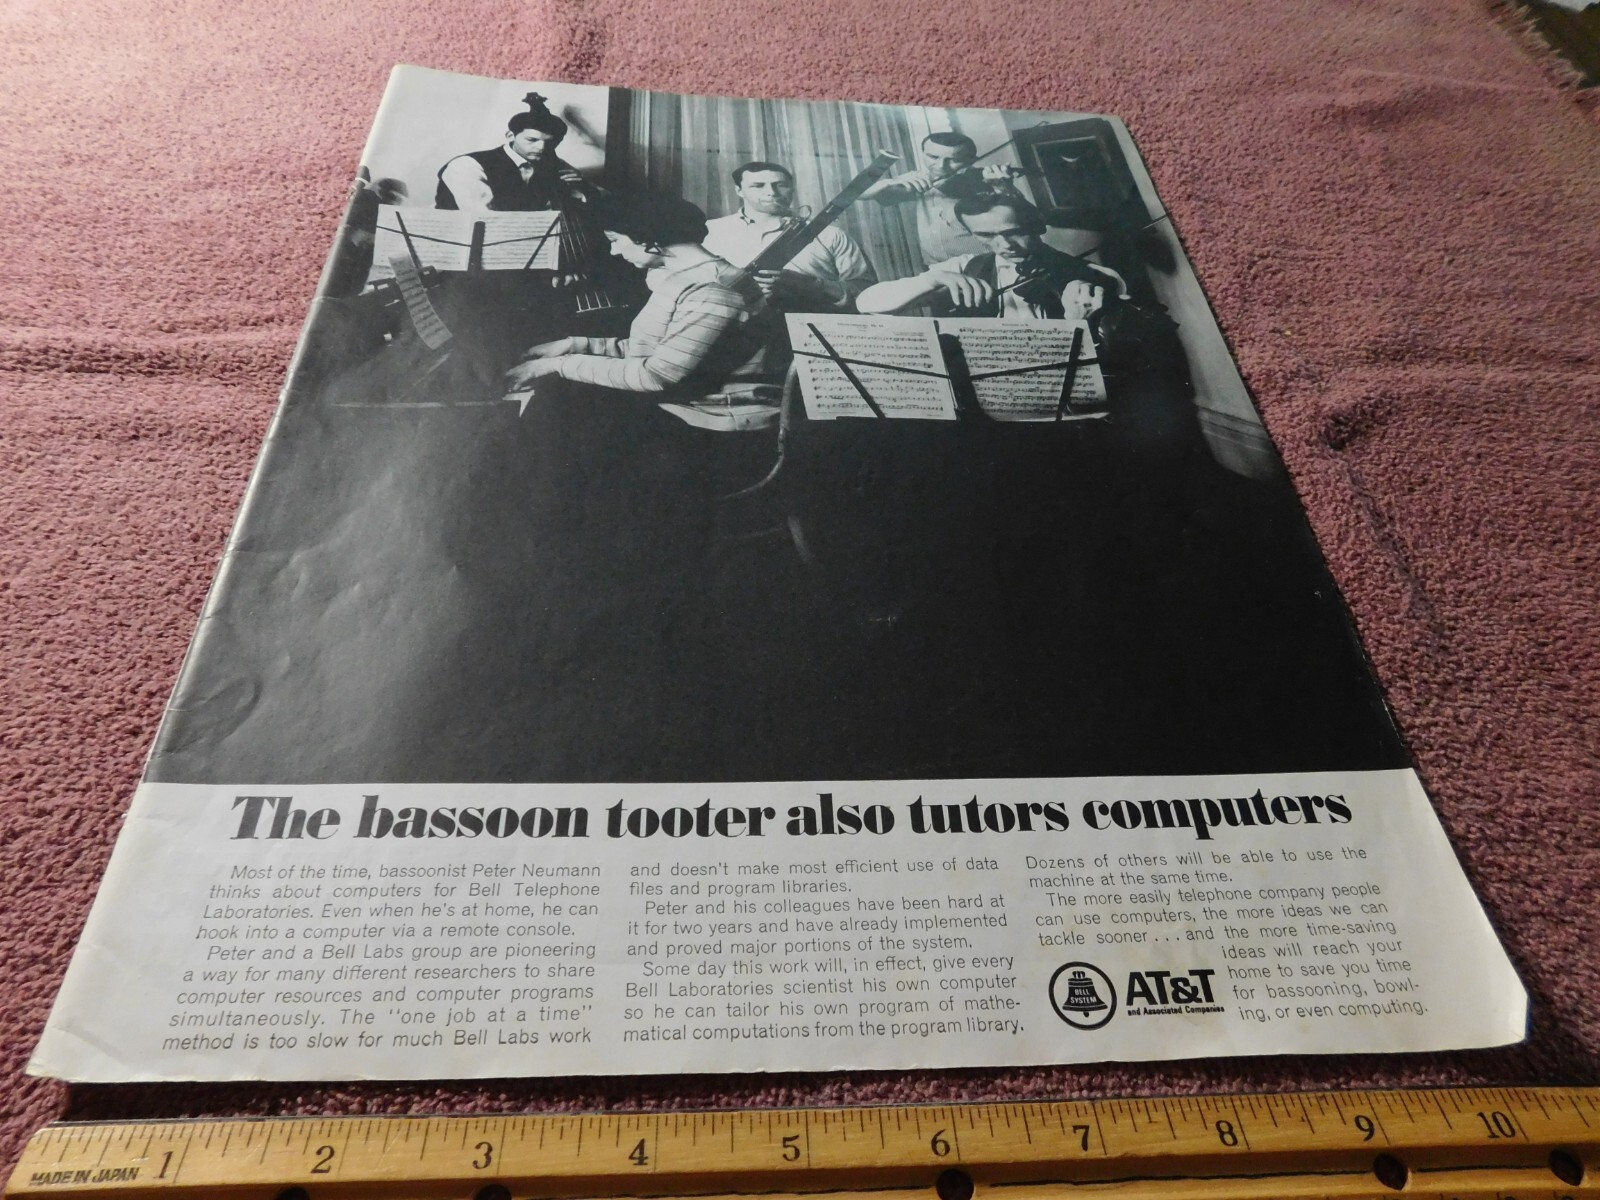 The bassoon tooter also tutors computers
Most of the time, bassoonist Peter Neumann
thinks about computers for Bell Telephone
Laboratories. Even when he's at home, he can
hook into a computer via a remote console.
Peter and a Bell Labs group are pioneering
a way for many different researchers to share
computer resources and computer programs
simultaneously. The "one job at a time"
method is too slow for much Bell Labs work
and doesn't make most efficient use of data
files and program libraries.
Peter and his colleagues have been hard at
it for two years and have already implemented
and proved major portions of the system.
Some day this work will, in effect, give every
Bell Laboratories scientist his own computer
so he can tailor his own program of mathe-
matical computations from the program library.
Dozens of others will be able to use the
machine at the same time.
The more easily telephone company people
can use computers, the more ideas we can
tackle sooner . . . and the more time-saving
ideas will reach your
home to save you time
for bassooning, bowl-
ing, or even computing.
BELL
SYSTEM
AT&T
and Associated Companies
MADE IN JAPAN 1 2 3 4 5 6 7 8 9 10